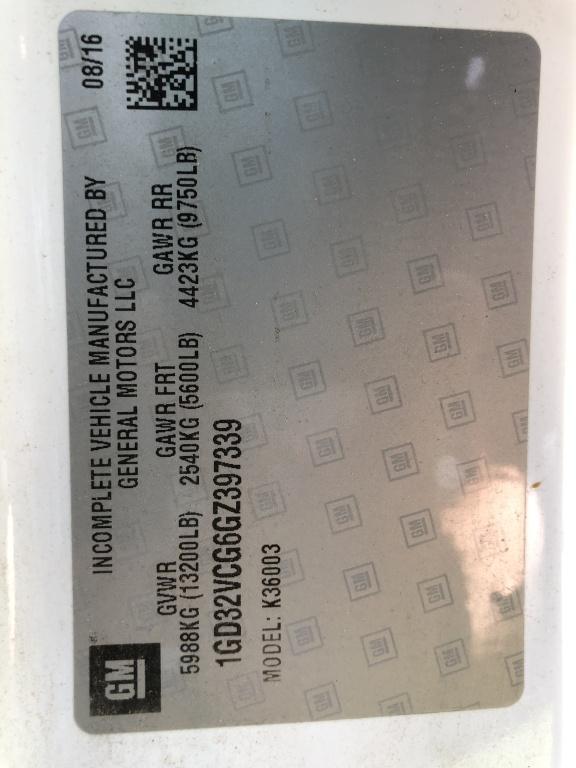 08/16
INCOMPLETE VEHICLE MANUFACTURED BY
GENERAL MOTORS LLC
GVWR GAWR FRT GAWR RR
5988KG (13200LB) 2540KG (5600LB) 4423KG (9750LB)
1GD32VCG6GZ397339
MODEL: K36003
GM